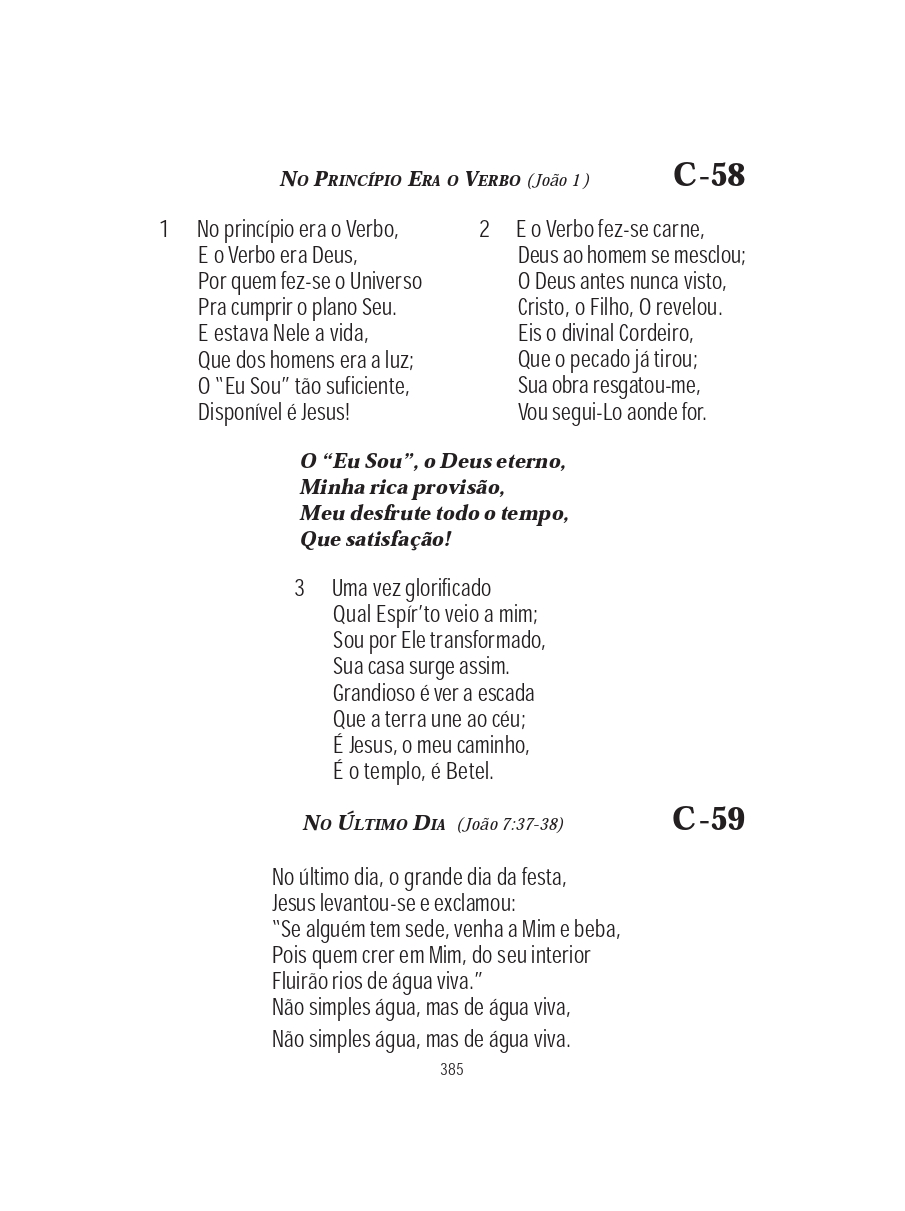 No Princípio Era o Verbo (João 1) C-58
1 No princípio era o Verbo,
E o Verbo era Deus,
Por quem fez-se o Universo
Pra cumprir o plano Seu.
E estava Nele a vida,
Que dos homens era a luz;
O “Eu Sou” tão suficiente,
Disponível é Jesus!
2 E o Verbo fez-se carne,
Deus ao homem se mesclou;
O Deus antes nunca visto,
Cristo, o Filho, O revelou.
Eis o divinal Cordeiro,
Que o pecado já tirou;
Sua obra resgatou-me,
Vou segui-Lo aonde for.
O “Eu Sou”, o Deus eterno,
Minha rica provisão,
Meu desfrute todo o tempo,
Que satisfação!
3 Uma vez glorificado
Qual Espír’to veio a mim;
Sou por Ele transformado,
Sua casa surge assim.
Grandioso é ver a escada
Que a terra une ao céu;
É Jesus, o meu caminho,
É o templo, é Betel.
No Último Dia (João 7:37-38) C-59
No último dia, o grande dia da festa,
Jesus levantou-se e exclamou:
“Se alguém tem sede, venha a Mim e beba,
Pois quem crer em Mim, do seu interior
Fluirão rios de água viva.”
Não simples água, mas de água viva,
Não simples água, mas de água viva.
385